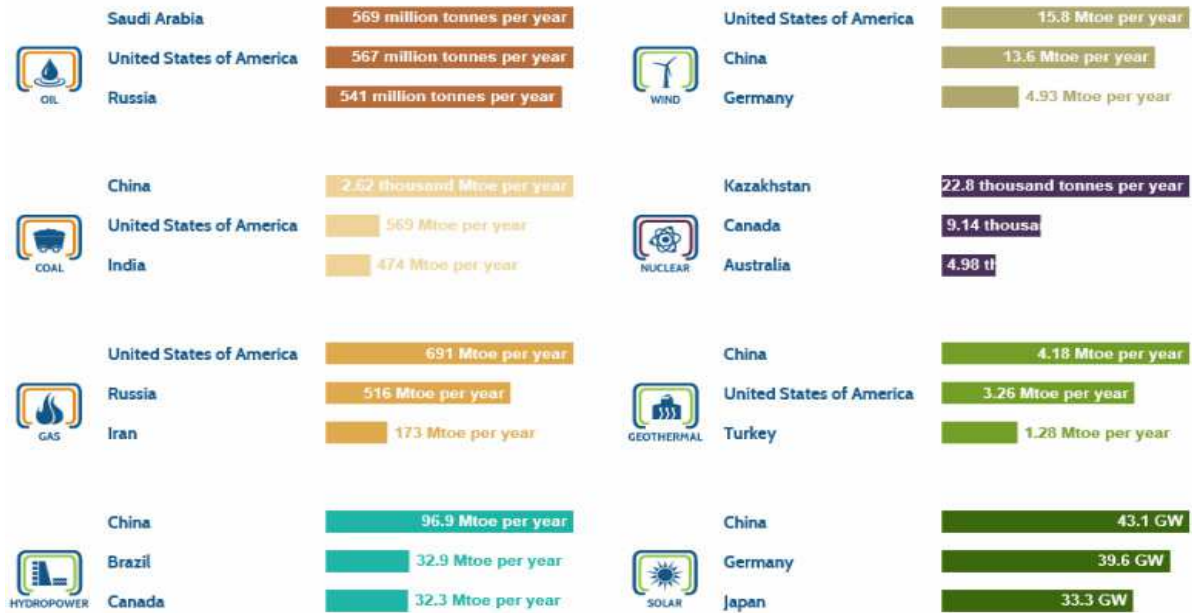 Saudi Arabia 569 million tonnes per year
United States of America 567 million tonnes per year
Russia 541 million tonnes per year
OIL
China 2.62 thousand Mtoe per year
United States of America 569 Mtoe per year
India 474 Mtoe per year
COAL
United States of America 691 Mtoe per year
Russia 516 Mtoe per year
Iran 173 Mtoe per year
GAS
China 96.9 Mtoe per year
Brazil 32.9 Mtoe per year
Canada 32.3 Mtoe per year
HYDROPOWER
United States of America 15.8 Mtoe per year
China 13.6 Mtoe per year
Germany 4.93 Mtoe per year
WIND
Kazakhstan 22.8 thousand tonnes per year
Canada 9.14 thousa
Australia 4.98 th
NUCLEAR
China 4.18 Mtoe per year
United States of America 3.26 Mtoe per year
Turkey 1.28 Mtoe per year
GEOTHERMAL
China 43.1 GW
Germany 39.6 GW
Japan 33.3 GW
SOLAR